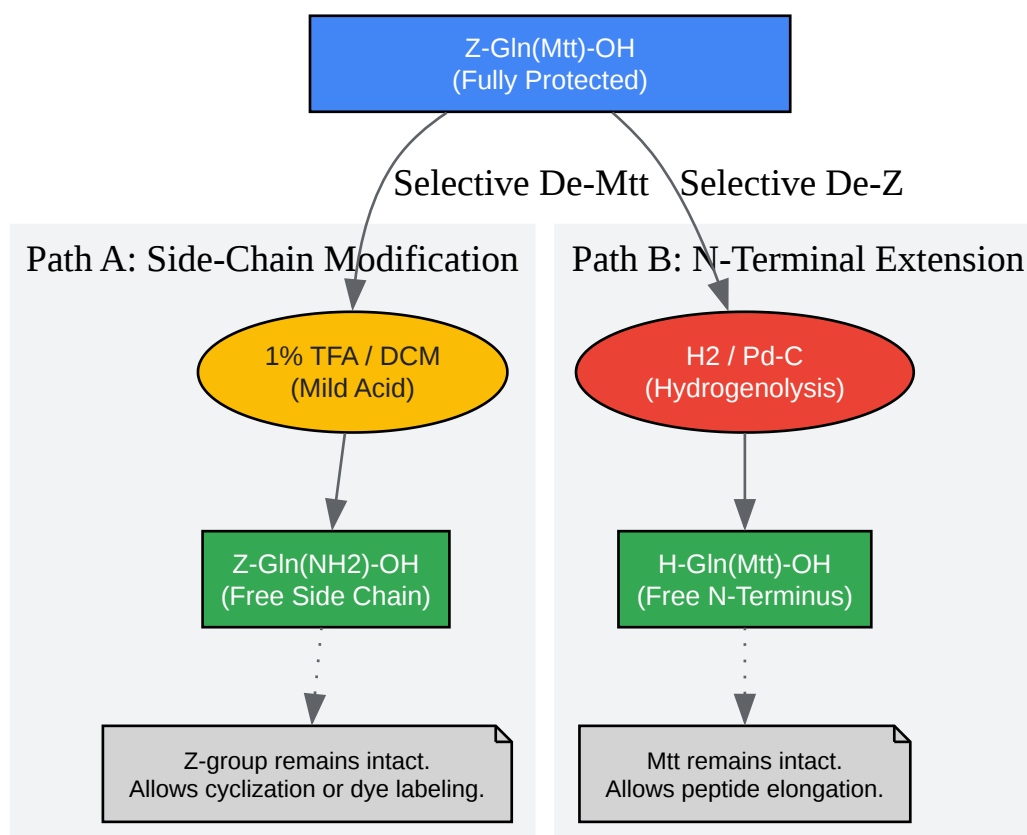 Z-Gln(Mtt)-OH
(Fully Protected)
Selective De-Mtt
Selective De-Z
Path A: Side-Chain Modification
1% TFA / DCM
(Mild Acid)
Z-Gln(NH2)-OH
(Free Side Chain)
Z-group remains intact.
Allows cyclization or dye labeling.
Path B: N-Terminal Extension
H2 / Pd-C
(Hydrogenolysis)
H-Gln(Mtt)-OH
(Free N-Terminus)
Mtt remains intact.
Allows peptide elongation.